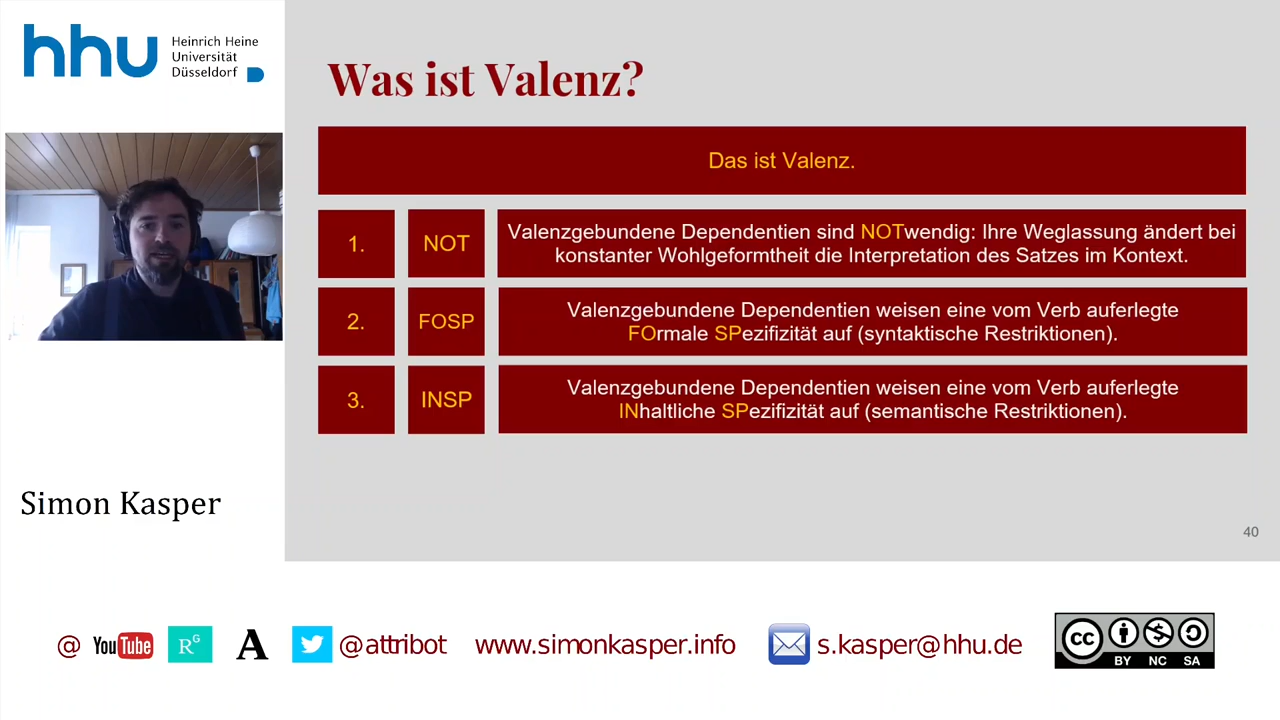 hhu
Heinrich Heine
Universität
Düsseldorf
Was ist Valenz?
Das ist Valenz.
1.
NOT
Valenzgebundene Dependentien sind NOTwendig: Ihre Weglassung ändert bei
konstanter Wohlgeformtheit die Interpretation des Satzes im Kontext.
2.
FOSP
Valenzgebundene Dependentien weisen eine vom Verb auferlegte
FOrmale SPezifizität auf (syntaktische Restriktionen).
3.
INSP
Valenzgebundene Dependentien weisen eine vom Verb auferlegte
INhaltliche SPezifizität auf (semantische Restriktionen).
Simon Kasper
40
@ YouTube RG A @attribot www.simonkasper.info s.kasper@hhu.de
cc BY NC SA